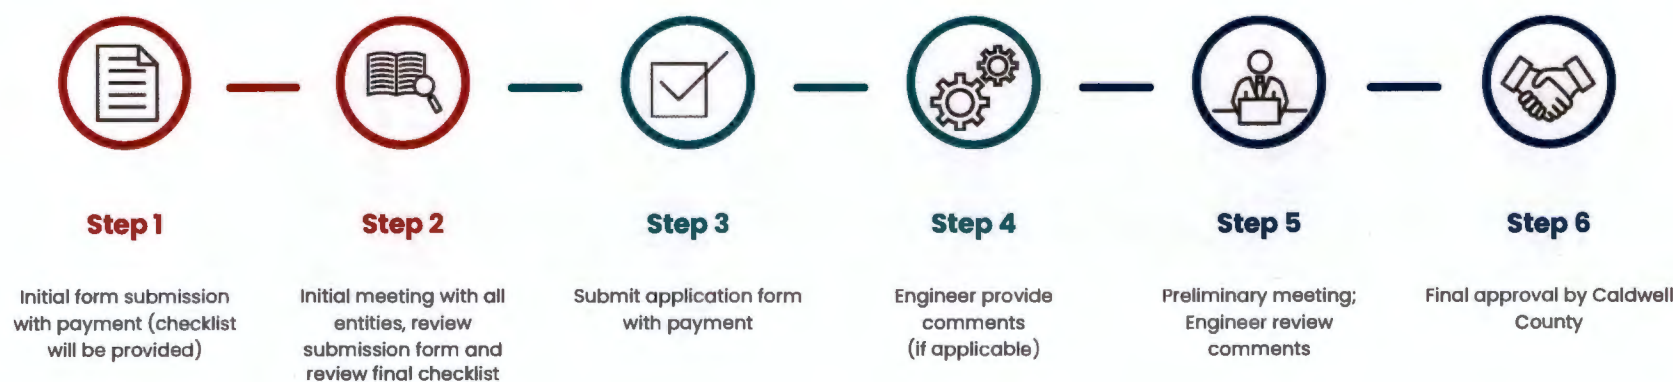 Step 1
Initial form submission
with payment (checklist
will be provided)
Step 2
Initial meeting with all
entities, review
submission form and
review final checklist
Step 3
Submit application form
with payment
Step 4
Engineer provide
comments
(if applicable)
Step 5
Preliminary meeting;
Engineer review
comments
Step 6
Final approval by Caldwell
County